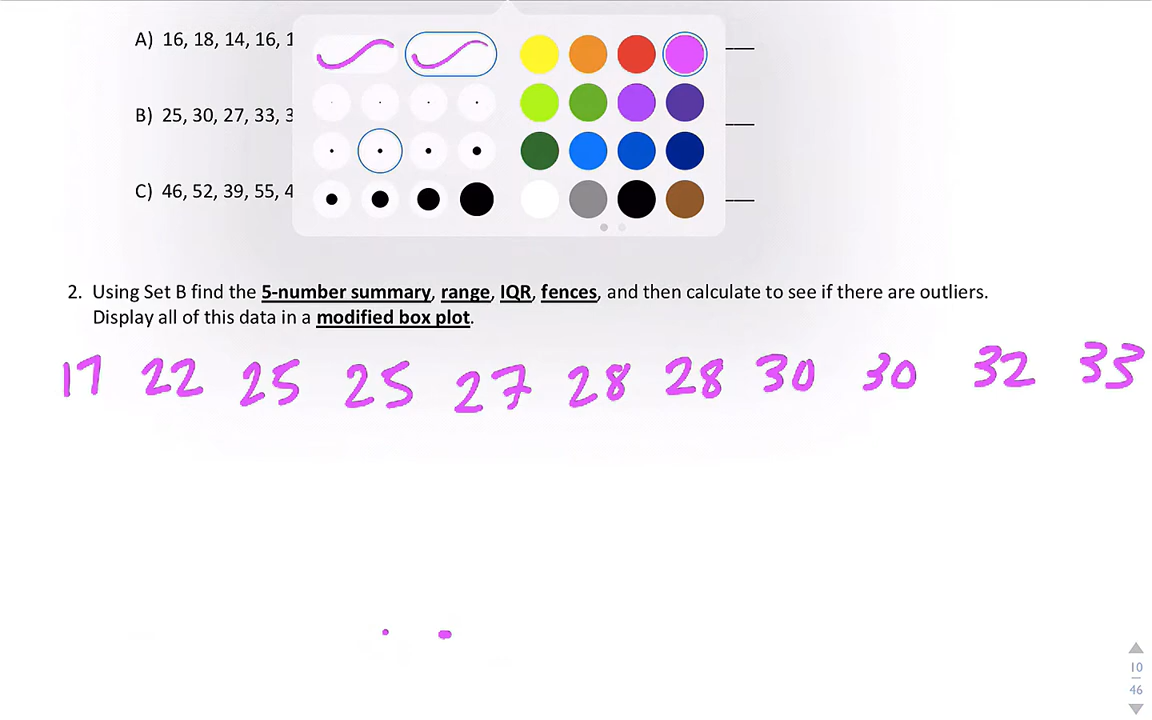 A) 16, 18, 14, 16, 1
B) 25, 30, 27, 33, 3
C) 46, 52, 39, 55, 4
2. Using Set B find the 5-number summary, range, IQR, fences, and then calculate to see if there are outliers.
Display all of this data in a modified box plot.
17 22 25 25 27 28 28 30 30 32 33
10
46